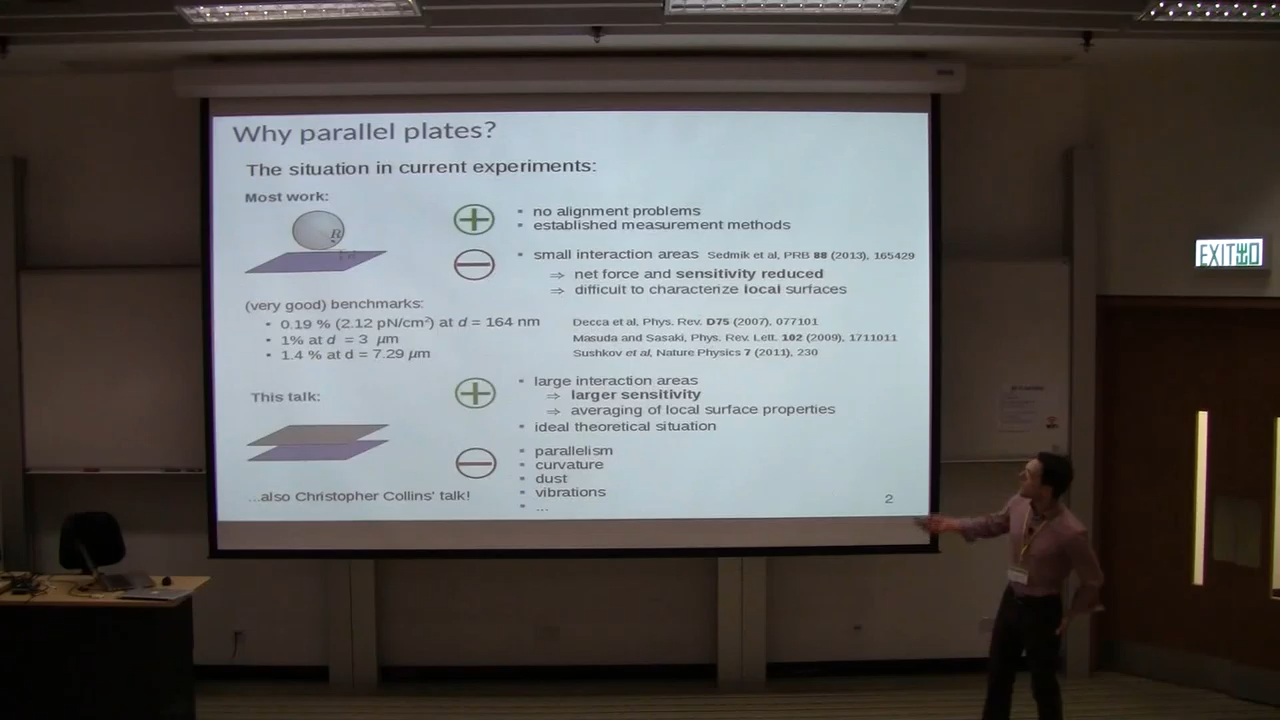 Why parallel plates?
The situation in current experiments:
Most work:
R
d
▪ no alignment problems
▪ established measurement methods
▪ small interaction areas Sedmik et al, PRB 88 (2013), 165429
⇒ net force and sensitivity reduced
⇒ difficult to characterize local surfaces
(very good) benchmarks:
• 0.19 % (2.12 pN/cm²) at d = 164 nm Decca et al, Phys. Rev. D75 (2007), 077101
• 1% at d = 3 µm Masuda and Sasaki, Phys. Rev. Lett. 102 (2009), 1711011
• 1.4 % at d = 7.29 µm Sushkov et al, Nature Physics 7 (2011), 230
This talk:
▪ large interaction areas
⇒ larger sensitivity
⇒ averaging of local surface properties
▪ ideal theoretical situation
▪ parallelism
▪ curvature
▪ dust
▪ vibrations
▪ ...
...also Christopher Collins' talk!
2
EXIT出